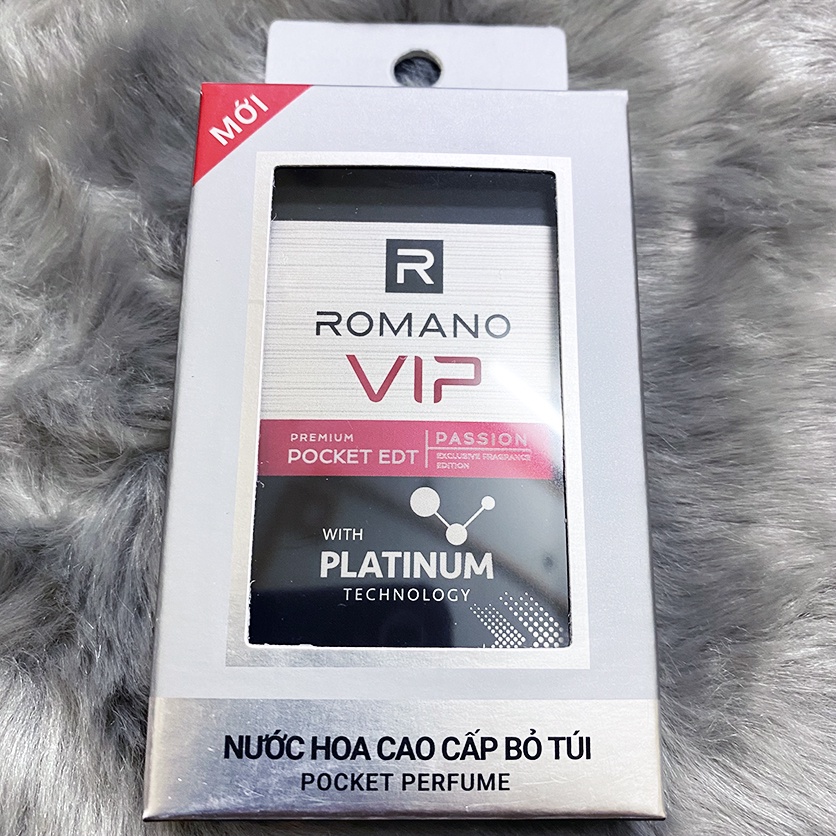 MỚI
R
ROMANO
VIP
PREMIUM
POCKET EDT
PASSION
EXCLUSIVE FRAGRANCE
EDITION
WITH
PLATINUM
TECHNOLOGY
NƯỚC HOA CAO CẤP BỎ TÚI
POCKET PERFUME